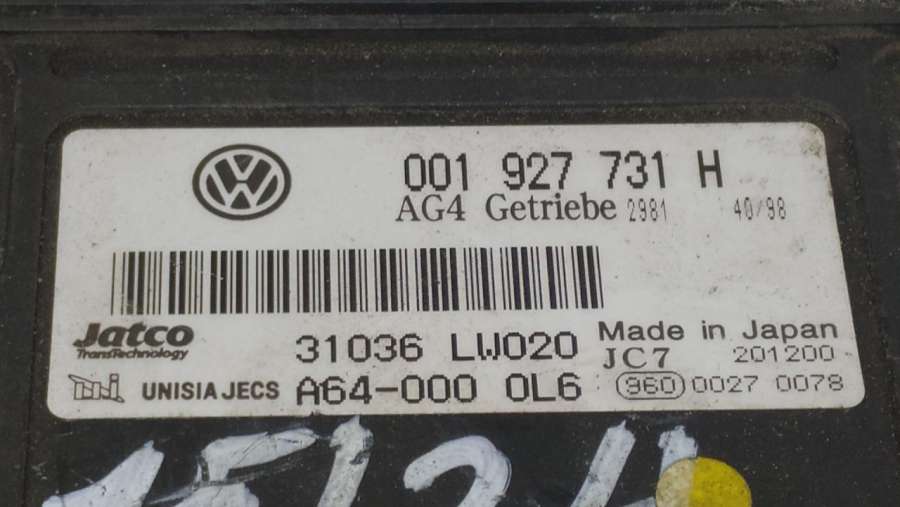 001 927 731 H
AG4 Getriebe 2981 40/98
Jatco
TransTechnology
31036 LW020
Made in Japan
JC7 201200
UNISIA JECS A64-000 0L6 960 0027 0078